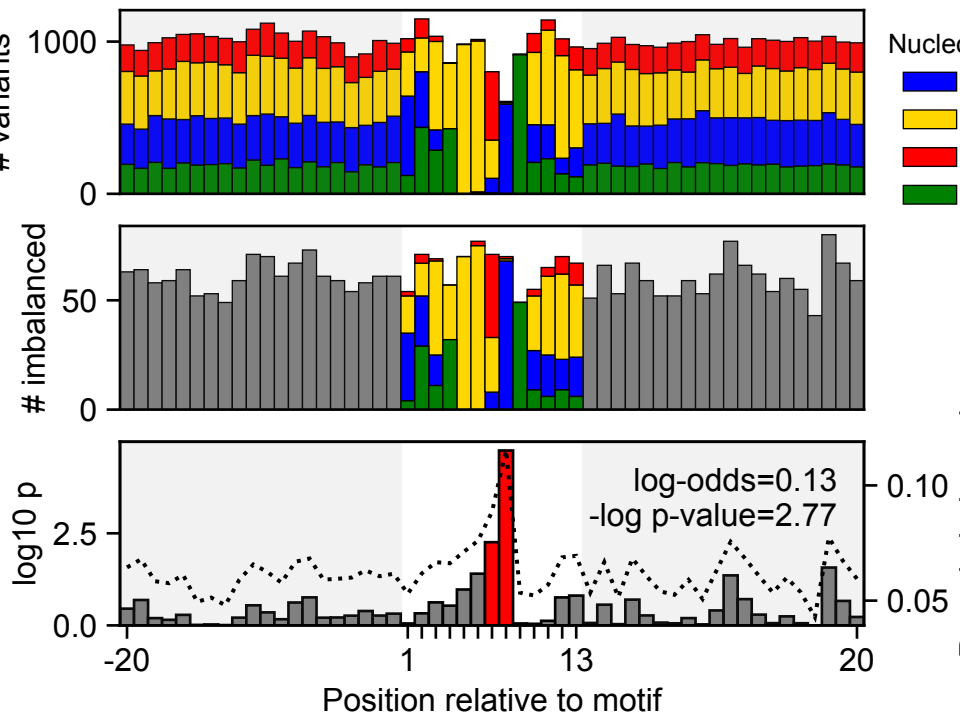 # variants
1000
0
Nucleo
# imbalanced
50
0
log10 p
2.5
0.0
log-odds=0.13
-log p-value=2.77
0.10
0.05
-20
1
13
20
Position relative to motif